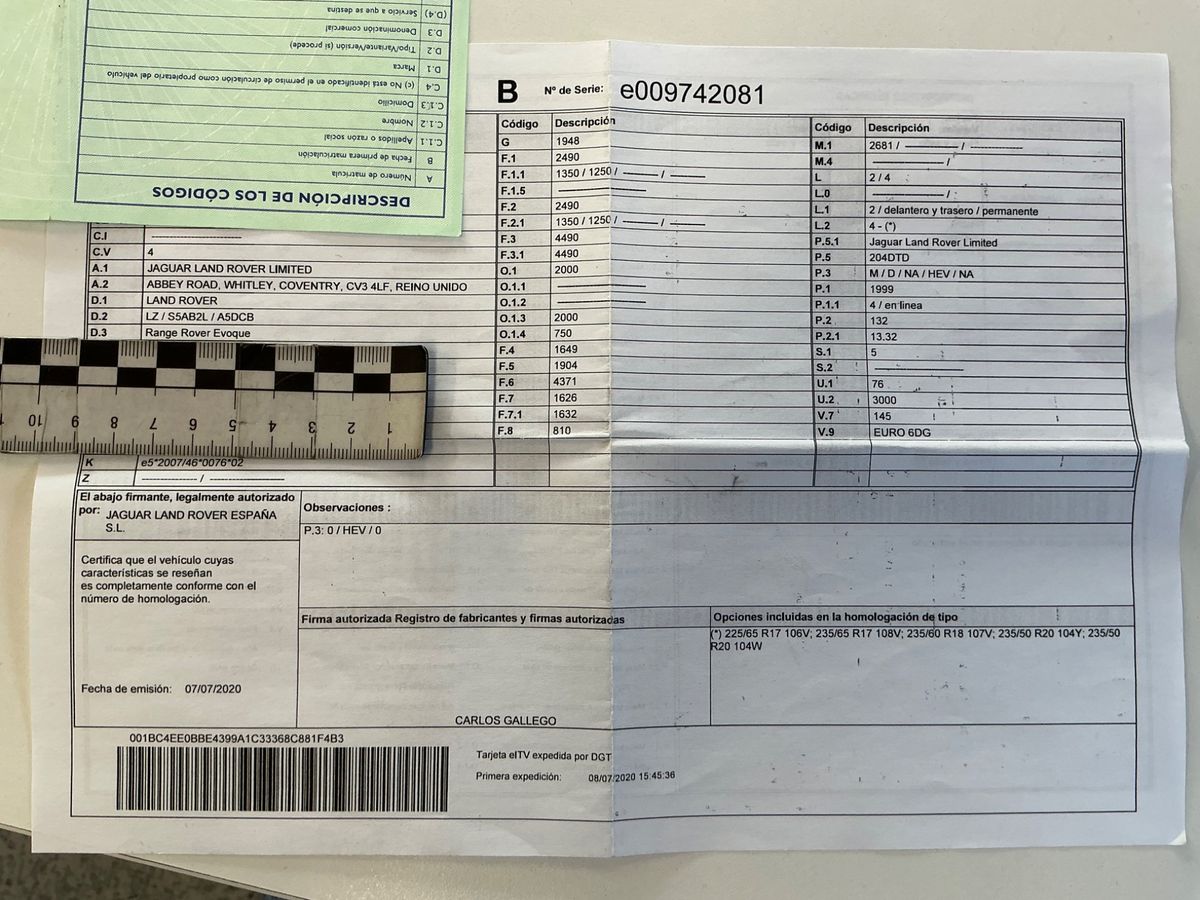 (D.4) Servicio a que se destina
D.3 Denominación comercial
D.2 Tipo/Variante/Versión (si procede)
D.1 Marca
C.4 (c) No está identificado en el permiso de circulación como propietario del vehículo
C.1.3 Domicilio
C.1.2 Nombre
C.1.1 Apellidos o razón social
B Fecha de primera matriculación
A Número de matrícula
DESCRIPCIÓN DE LOS CÓDIGOS
B Nº de Serie: e009742081
C.I ----------------------
C.V 4
A.1 JAGUAR LAND ROVER LIMITED
A.2 ABBEY ROAD, WHITLEY, COVENTRY, CV3 4LF, REINO UNIDO
D.1 LAND ROVER
D.2 LZ / S5AB2L / A5DCB
D.3 Range Rover Evoque
10 9 8 7 6 5 4 3 2 1
K e5*2007/46*0076*02
Z -------------- / ------------------
Código Descripción
G 1948
F.1 2490
F.1.1 1350 / 1250 / --------- / ---------
F.1.5 ----------------------
F.2 2490
F.2.1 1350 / 1250 / --------- / ---------
F.3 4490
F.3.1 4490
O.1 2000
O.1.1 ----------------------
O.1.2 ----------------------
O.1.3 2000
O.1.4 750
F.4 1649
F.5 1904
F.6 4371
F.7 1626
F.7.1 1632
F.8 810
Código Descripción
M.1 2681 / ------------- / -------------
M.4 ------------------ /
L 2 / 4
L.0 ------------------ /
L.1 2 / delantero y trasero / permanente
L.2 4 - (*)
P.5.1 Jaguar Land Rover Limited
P.5 204DTD
P.3 M / D / NA / HEV / NA
P.1 1999
P.1.1 4 / en linea
P.2 132
P.2.1 13.32
S.1 5
S.2 ----------------------
U.1 76
U.2 3000
V.7 145
V.9 EURO 6DG
El abajo firmante, legalmente autorizado
por: JAGUAR LAND ROVER ESPAÑA
S.L.
Certifica que el vehículo cuyas
características se reseñan
es completamente conforme con el
número de homologación.
Fecha de emisión: 07/07/2020
Observaciones :
P.3: 0 / HEV / 0
Firma autorizada Registro de fabricantes y firmas autorizadas
CARLOS GALLEGO
Opciones incluidas en la homologación de tipo
(*) 225/65 R17 106V; 235/65 R17 108V; 235/60 R18 107V; 235/50 R20 104Y; 235/50
R20 104W
001BC4EE0BBE4399A1C33368C881F4B3
Tarjeta eITV expedida por DGT
Primera expedición: 08/07/2020 15:45:36